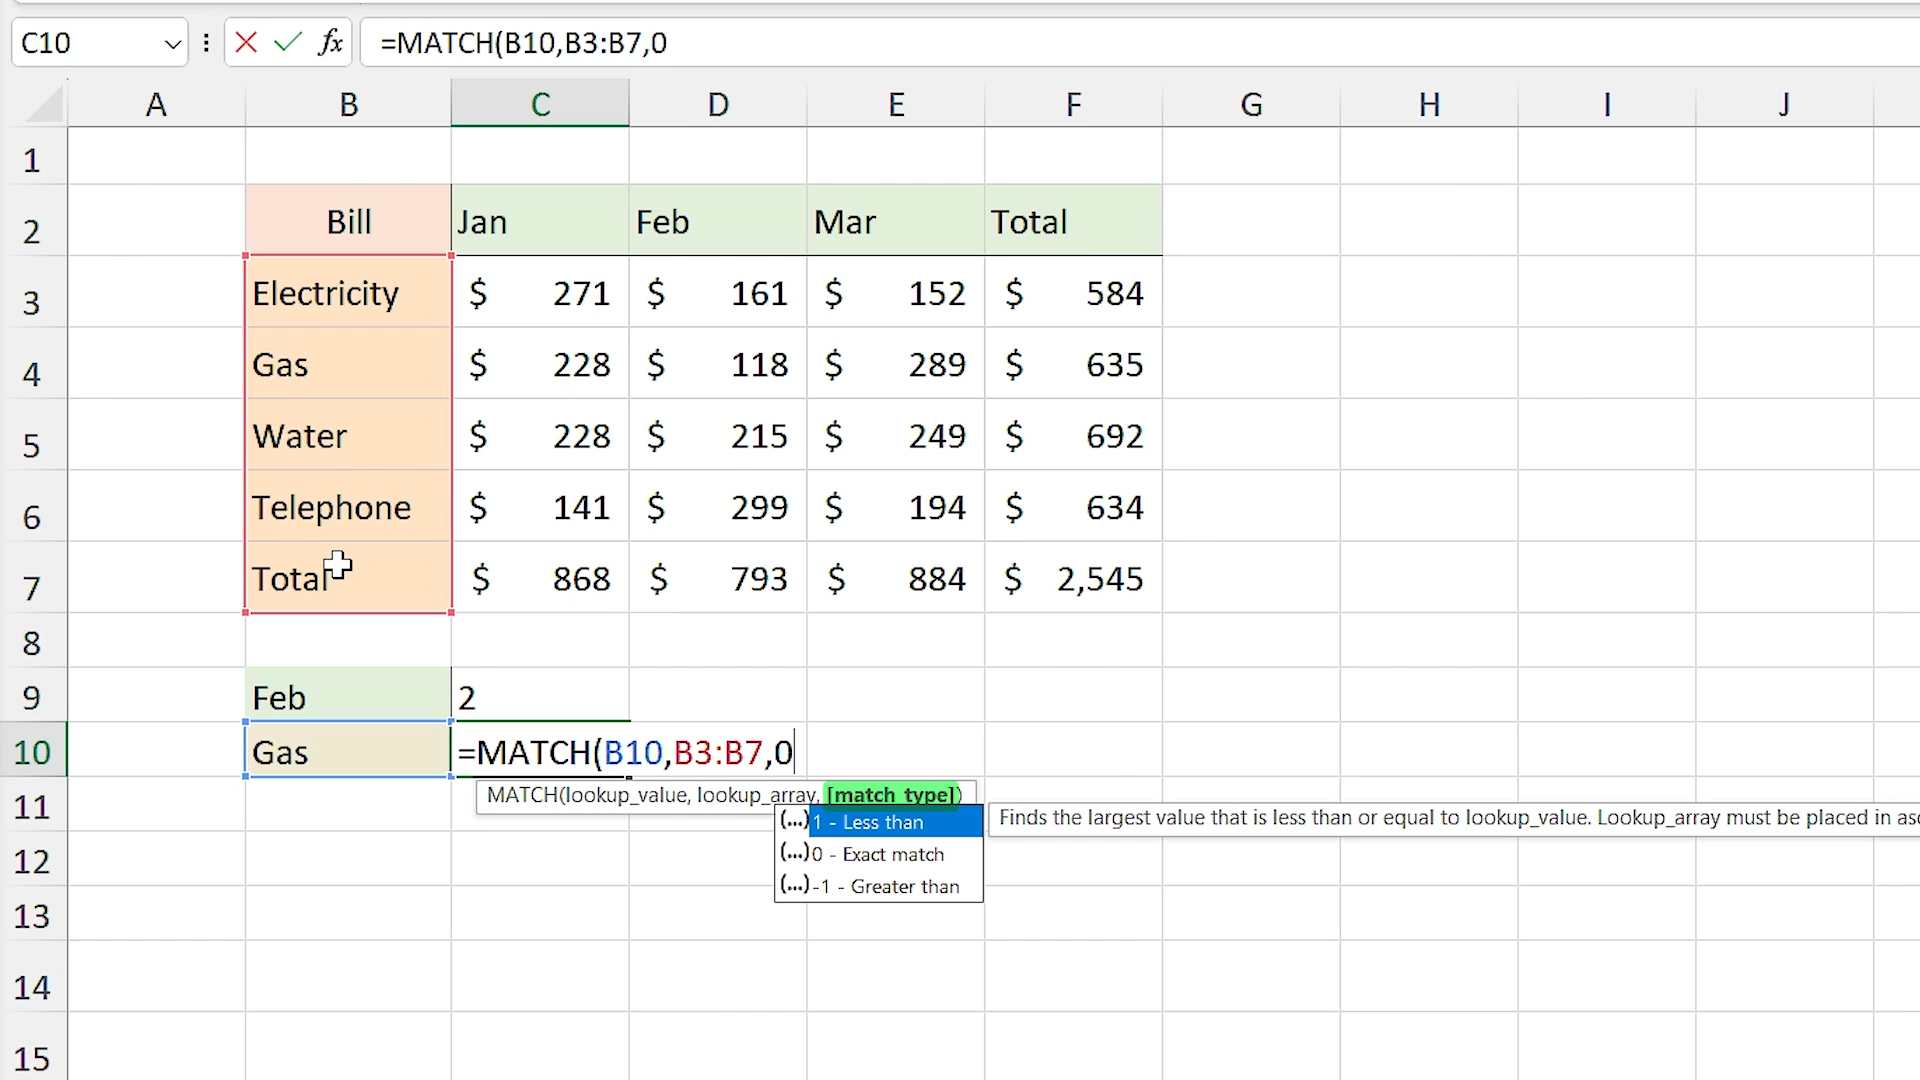 C10 fx =MATCH(B10,B3:B7,0
A B C D E F G H I J
1
2 Bill Jan Feb Mar Total
3 Electricity $ 271 $ 161 $ 152 $ 584
4 Gas $ 228 $ 118 $ 289 $ 635
5 Water $ 228 $ 215 $ 249 $ 692
6 Telephone $ 141 $ 299 $ 194 $ 634
7 Total $ 868 $ 793 $ 884 $ 2,545
8
9 Feb 2
10 Gas =MATCH(B10,B3:B7,0
MATCH(lookup_value, lookup_array, [match_type])
11 (...) 1 - Less than Finds the largest value that is less than or equal to lookup_value. Lookup_array must be placed in asc
(...) 0 - Exact match
12
(...) -1 - Greater than
13
14
15